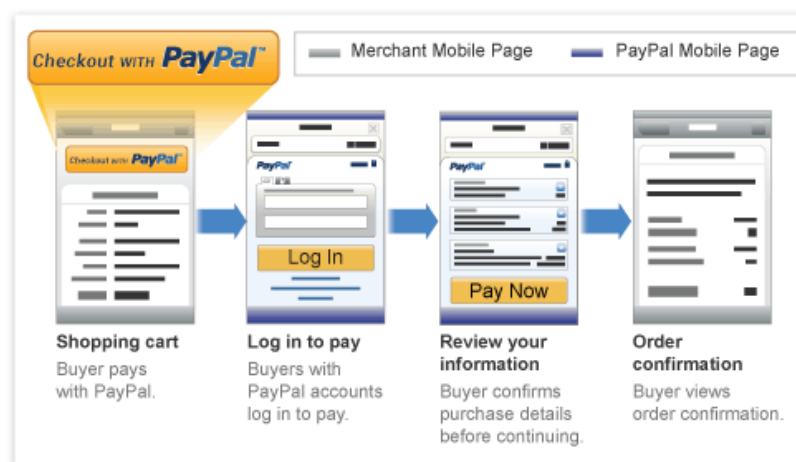 Checkout WITH PayPal™
Merchant Mobile Page
PayPal Mobile Page
Checkout WITH PayPal
PayPal
Log In
PayPal
Pay Now
Shopping cart
Buyer pays
with PayPal.
Log in to pay
Buyers with
PayPal accounts
log in to pay.
Review your
information
Buyer confirms
purchase details
before continuing.
Order
confirmation
Buyer views
order confirmation.